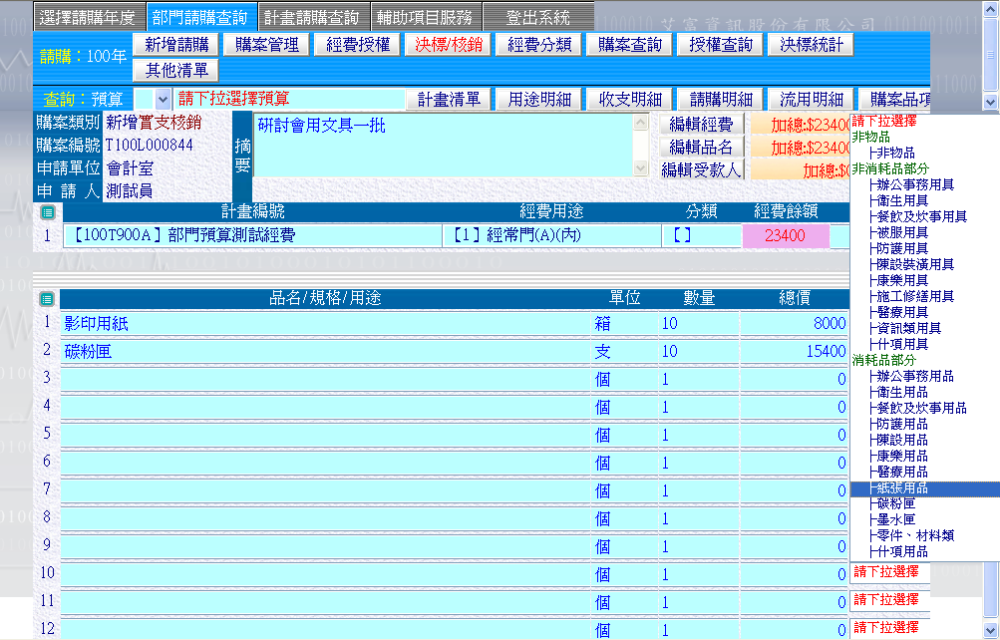 選擇請購年度 部門請購查詢 計畫請購查詢 輔助項目服務 登出系統
艾富資訊股份有限公司
請購：100年 新增請購 購案管理 經費授權 決標/核銷 經費分類 購案查詢 授權查詢 決標統計
其他清單
查詢：預算 請下拉選擇預算 計畫清單 用途明細 收支明細 請購明細 流用明細 購案品項
購案類別 新增實支核銷
購案編號 T100L000844
申請單位 會計室
申 請 人 測試員
摘要
研討會用文具一批
編輯經費 加總:$23400
編輯品名 加總:$23400
編輯受款人 加總:$0
計畫編號 經費用途 分類 經費餘額
1 【100T900A】部門預算測試經費 【1】經常門(A)(內) 【】 23400
品名/規格/用途 單位 數量 總價
1 影印用紙 箱 10 8000
2 碳粉匣 支 10 15400
3 個 1 0
4 個 1 0
5 個 1 0
6 個 1 0
7 個 1 0
8 個 1 0
9 個 1 0
10 個 1 0 請下拉選擇
11 個 1 0 請下拉選擇
12 個 1 0 請下拉選擇
請下拉選擇
非物品
├非物品
非消耗品部分
├辦公事務用具
├衛生用具
├餐飲及炊事用具
├被服用具
├防護用具
├陳設裝潢用具
├康樂用具
├施工修繕用具
├醫療用具
├資訊類用具
├什項用具
消耗品部分
├辦公事務用品
├衛生用品
├餐飲及炊事用品
├防護用品
├陳設用品
├康樂用品
├醫療用品
├紙張用品
├碳粉匣
├墨水匣
├零件、材料類
├什項用品